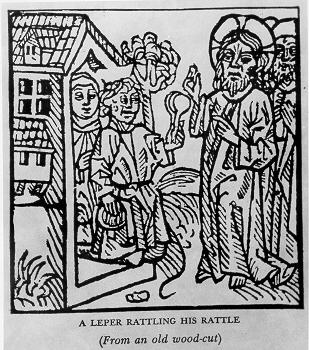 A LEPER RATTLING HIS RATTLE
(From an old wood-cut)